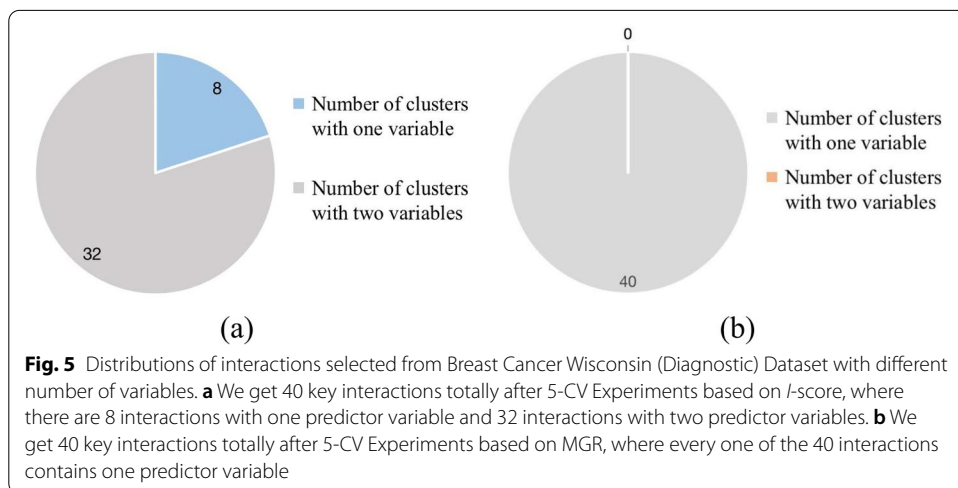 8
32
Number of clusters
with one variable
Number of clusters
with two variables
(a)
0
40
Number of clusters
with one variable
Number of clusters
with two variables
(b)
Fig. 5 Distributions of interactions selected from Breast Cancer Wisconsin (Diagnostic) Dataset with different
number of variables. a We get 40 key interactions totally after 5-CV Experiments based on I-score, where
there are 8 interactions with one predictor variable and 32 interactions with two predictor variables. b We
get 40 key interactions totally after 5-CV Experiments based on MGR, where every one of the 40 interactions
contains one predictor variable